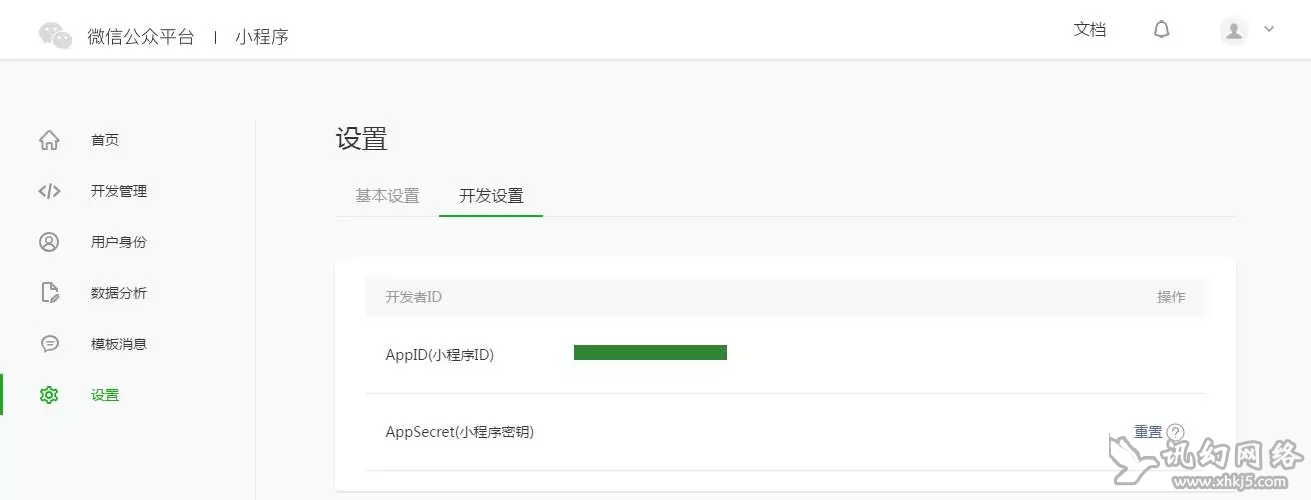 微信公众平台 | 小程序
文档
首页
开发管理
用户身份
数据分析
模板消息
设置
设置
基本设置 开发设置
开发者ID 操作
AppID(小程序ID)
AppSecret(小程序密钥) 重置 ?
讯幻网络
www.xhkj5.com